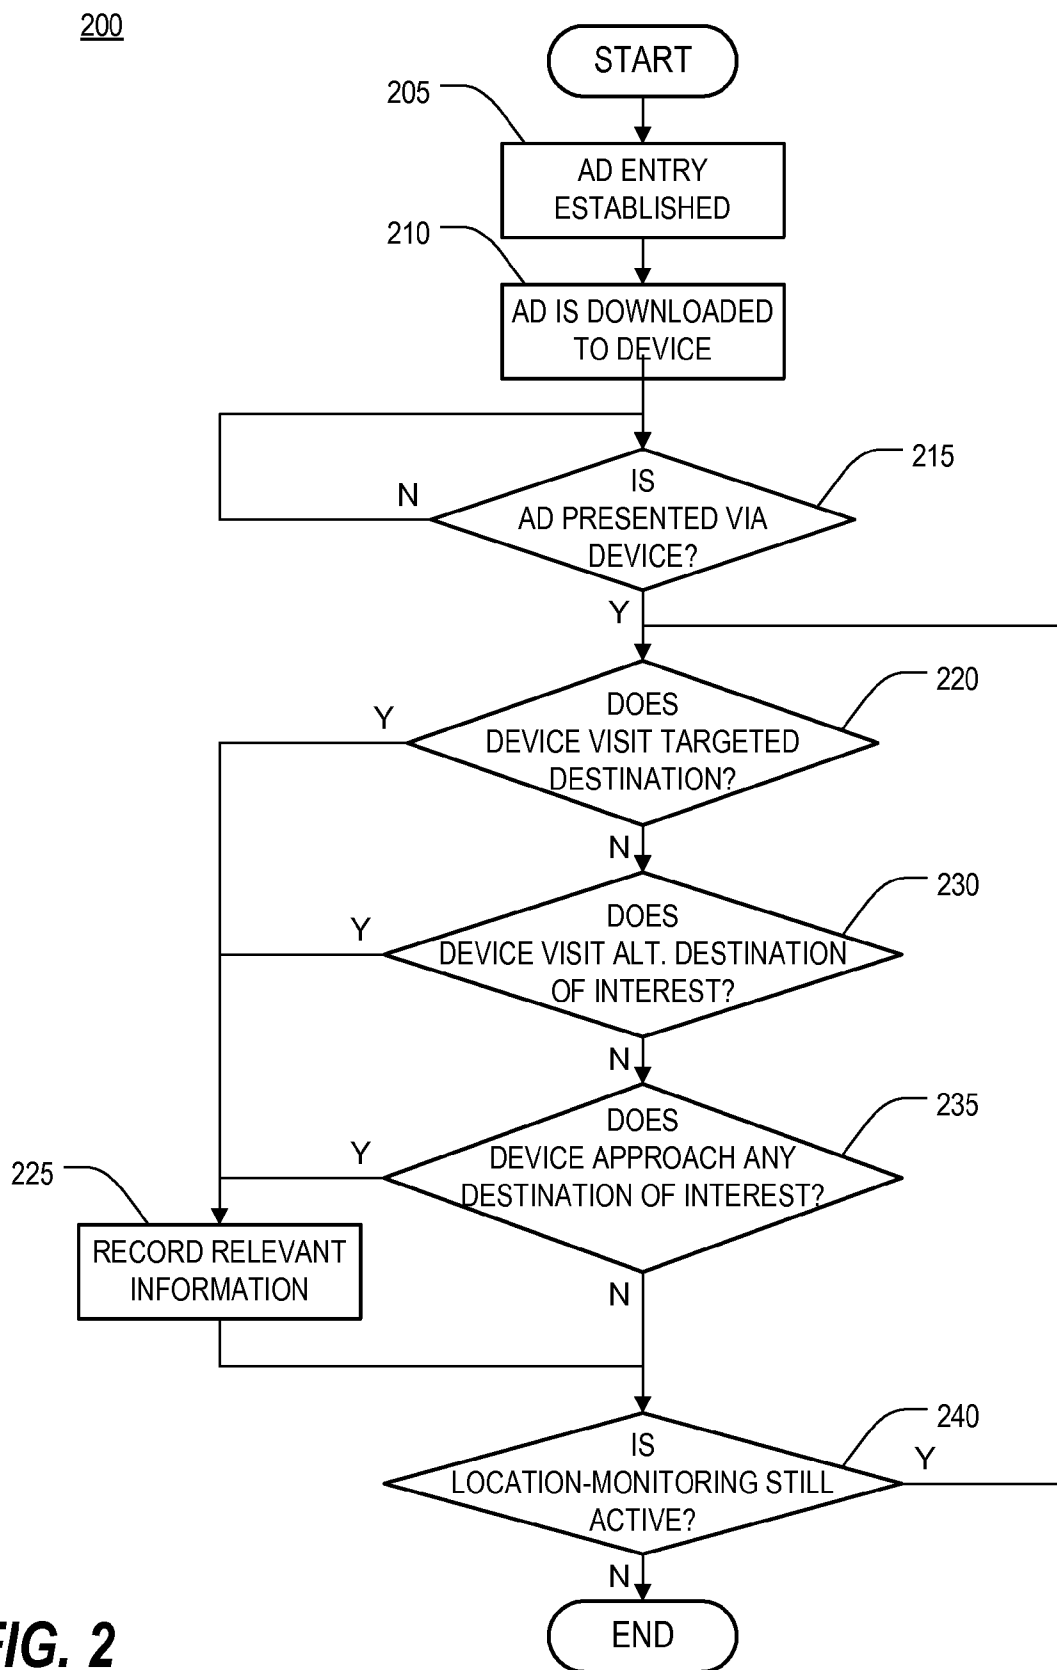 200
START
205
AD ENTRY
ESTABLISHED
210
AD IS DOWNLOADED
TO DEVICE
215
IS
AD PRESENTED VIA
DEVICE?
N
Y
220
DOES
DEVICE VISIT TARGETED
DESTINATION?
Y
N
230
DOES
DEVICE VISIT ALT. DESTINATION
OF INTEREST?
Y
N
235
DOES
DEVICE APPROACH ANY
DESTINATION OF INTEREST?
Y
N
225
RECORD RELEVANT
INFORMATION
240
IS
LOCATION-MONITORING STILL
ACTIVE?
Y
N
END
FIG. 2